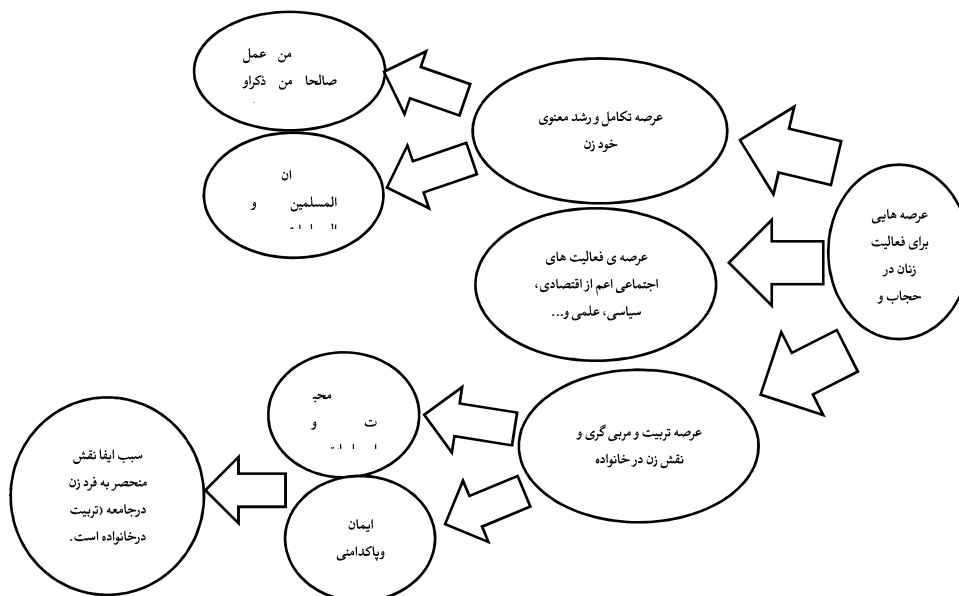 عرصه هایی
برای فعالیت
زنان در
حجاب و
عرصه تکامل و رشد معنوی
خود زن
من عمل
صالحا من ذکراو
ان
المسلمین و
عرصه ی فعالیت های
اجتماعی اعم از اقتصادی،
سیاسی، علمی و...
عرصه تربیت و مربی گری و
نقش زن در خانواده
محب
ت و
ایمان
وپاکدامنی
سبب ایفا نقش
منحصر به فرد زن
درجامعه (تربیت
درخانواده است.